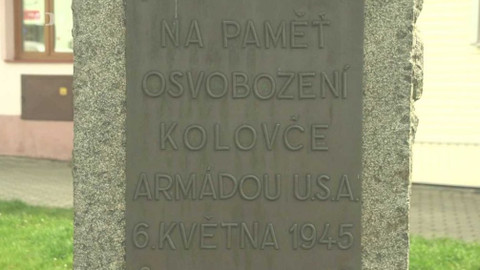 NA PAMĚŤ
OSVOBOZENÍ
KOLOVČE
ARMÁDOU U.S.A.
6. KVĚTNA 1945